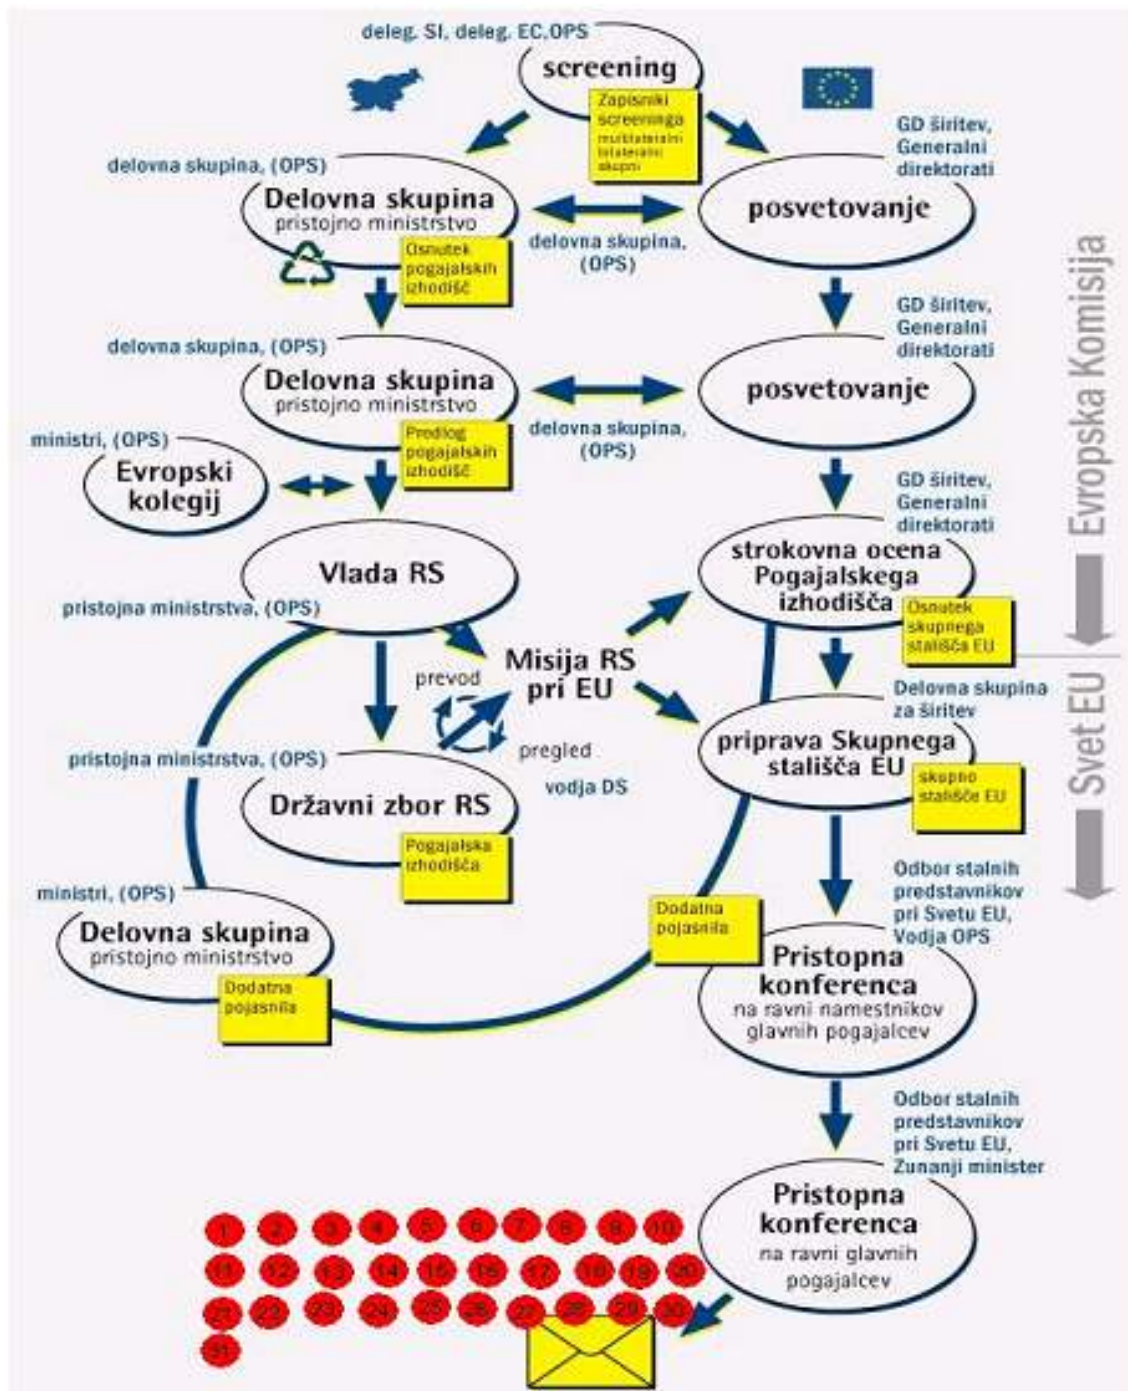 deleg. SI, deleg. EC,OPS
screening
Zapisniki
screeninga
multilateralni
bilateralni
skupni
GD širitev,
Generalni
direktorati
delovna skupina, (OPS)
Delovna skupina
pristojno ministrstvo
Osnutek
pogajalskih
izhodišč
delovna skupina,
(OPS)
posvetovanje
GD širitev,
Generalni
direktorati
delovna skupina, (OPS)
Delovna skupina
pristojno ministrstvo
Predlog
pogajalskih
izhodišč
delovna skupina,
(OPS)
posvetovanje
Evropska Komisija
ministri, (OPS)
Evropski
kolegij
GD širitev,
Generalni
direktorati
Vlada RS
pristojna ministrstva, (OPS)
strokovna ocena
Pogajalskega
izhodišča
Osnutek
skupnega
stališča EU
Misija RS
pri EU
prevod
pregled
vodja DS
Delovna skupina
za širitev
priprava Skupnega
stališča EU
skupno
stališče EU
Svet EU
pristojna ministrstva, (OPS)
Državni zbor RS
Pogajalska
izhodišča
ministri, (OPS)
Delovna skupina
pristojno ministrstvo
Dodatna
pojasnila
Dodatna
pojasnila
Odbor stalnih
predstavnikov
pri Svetu EU,
Vodja OPS
Pristopna
konferenca
na ravni namestnikov
glavnih pogajalcev
Odbor stalnih
predstavnikov
pri Svetu EU,
Zunanji minister
Pristopna
konferenca
na ravni glavnih
pogajalcev
1 2 3 4 5 6 7 8 9 10
11 12 13 14 15 16 17 18 19 20
21 22 23 24 25 26 27 28 29 30
31